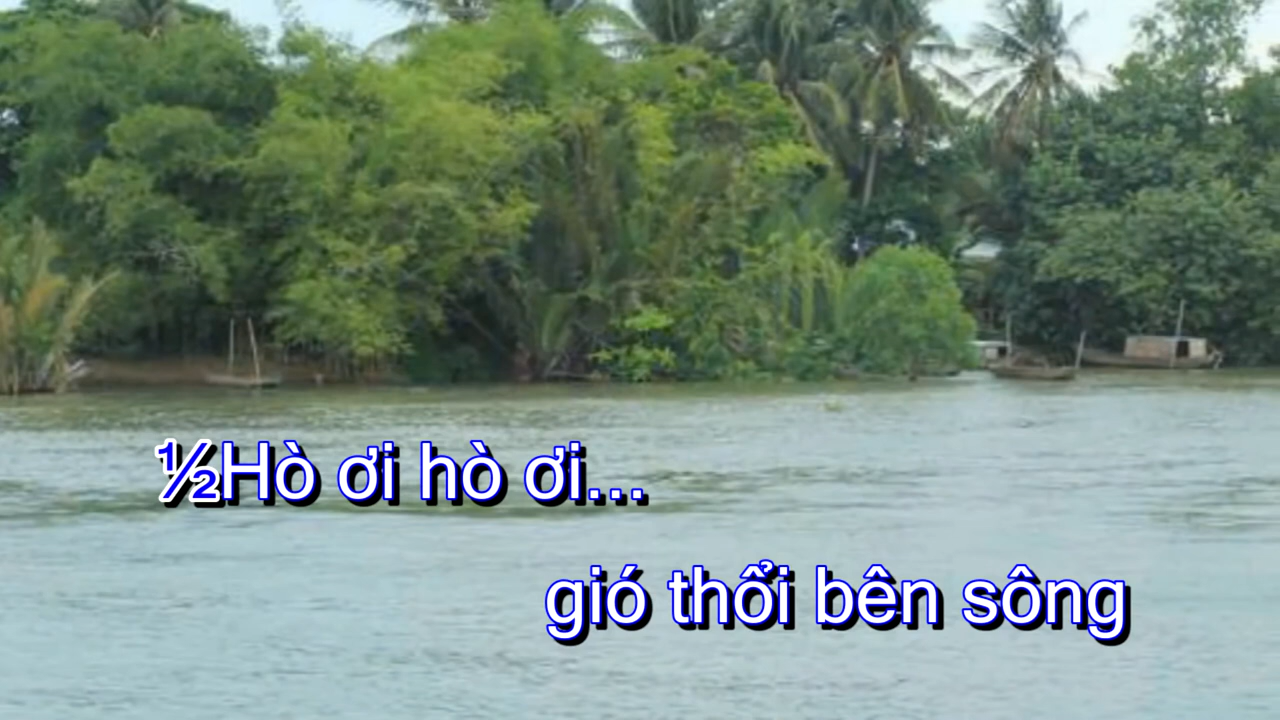 ½Hò ơi hò ơi...
gió thổi bên sông